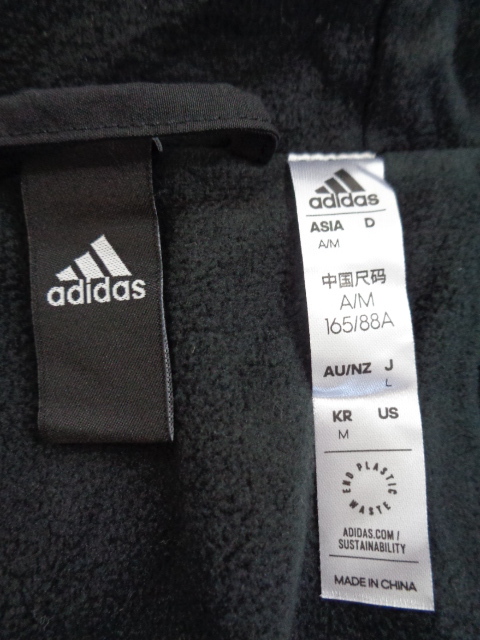 adidas
adidas
ASIA D
A/M
中国尺码
A/M
165/88A
AU/NZ J
L
KR US
M
END PLASTIC WASTE
ADIDAS.COM/
SUSTAINABILITY
MADE IN CHINA